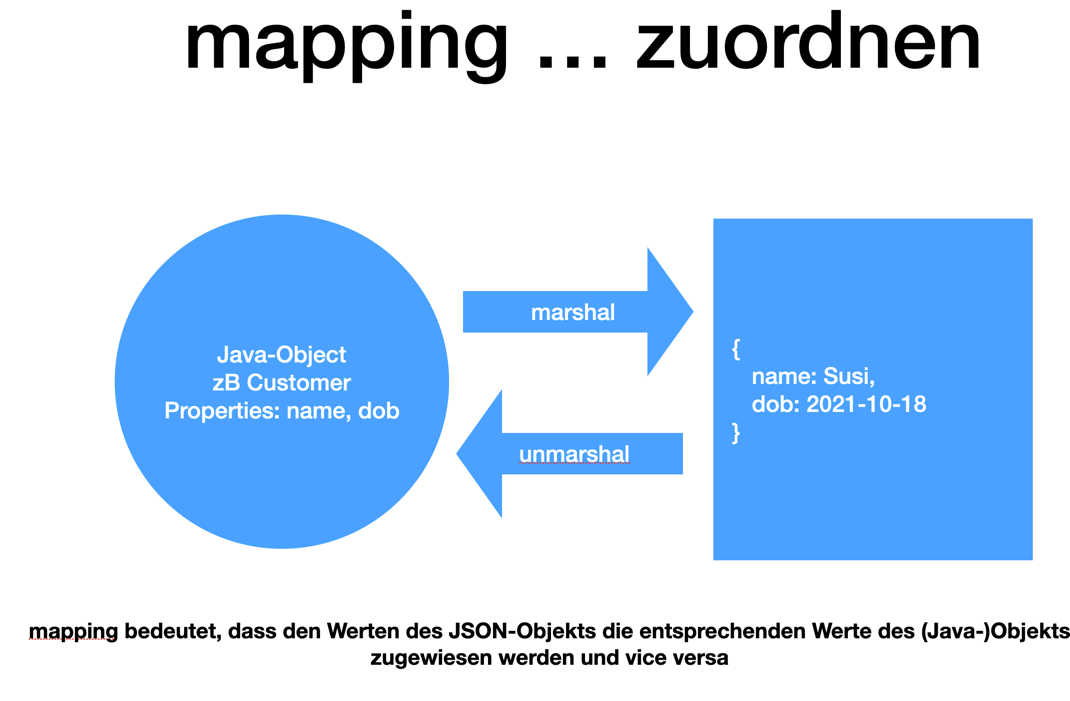 mapping ... zuordnen
Java-Object
zB Customer
Properties: name, dob
marshal
unmarshal
{
name: Susi,
dob: 2021-10-18
}
mapping bedeutet, dass den Werten des JSON-Objekts die entsprechenden Werte des (Java-)Objekts
zugewiesen werden und vice versa